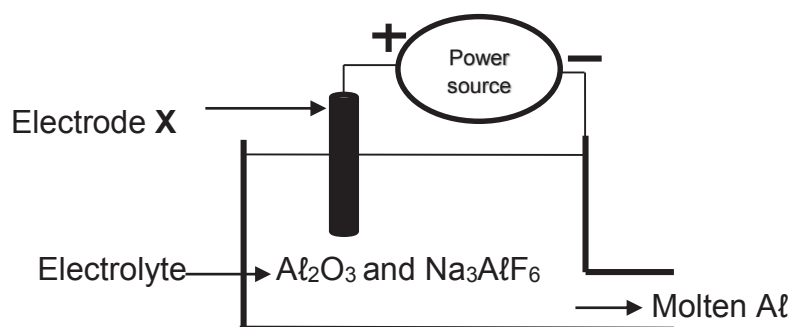 +
Power
source
−
Electrode X
Electrolyte
Aℓ₂O₃ and Na₃AℓF₆
Molten Aℓ